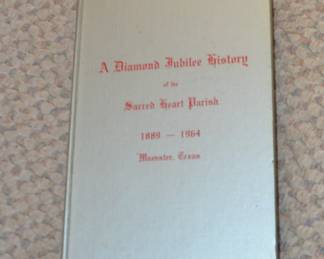 A Diamond Jubilee History
of the
Sacred Heart Parish
1889 — 1964
Muenster, Texas